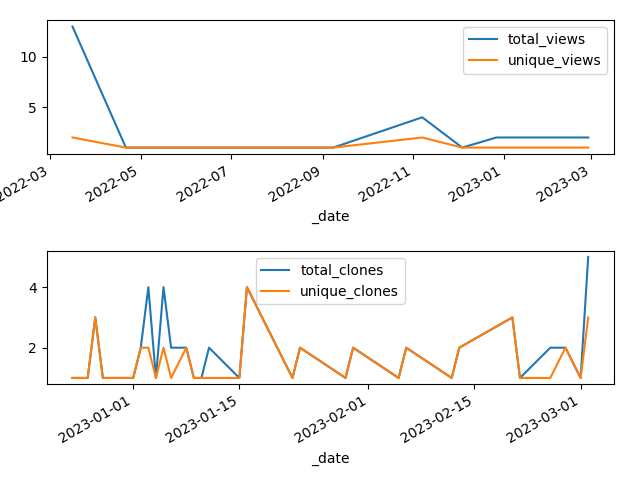 total_views
unique_views
10
5
2022-03
2022-05
2022-07
2022-09
2022-11
2023-01
2023-03
_date
total_clones
unique_clones
4
2
2023-01-01
2023-01-15
2023-02-01
2023-02-15
2023-03-01
_date